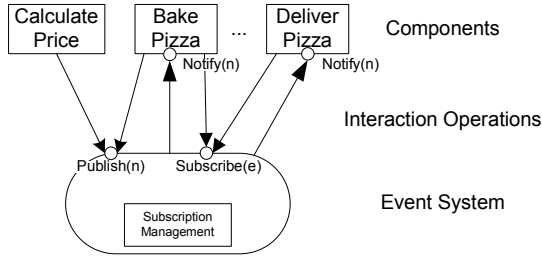 Calculate
Price
Bake
Pizza
...
Deliver
Pizza
Components
Notify(n)
Notify(n)
Interaction Operations
Publish(n)
Subscribe(e)
Event System
Subscription
Management